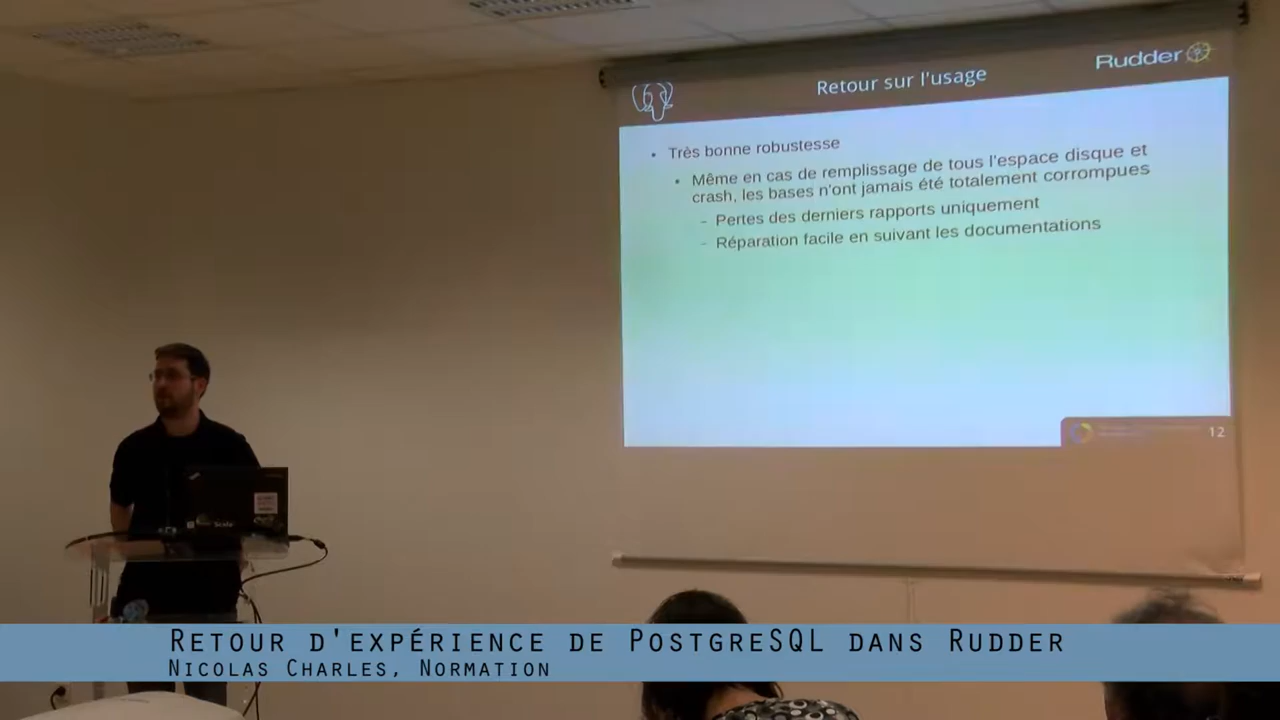 Rudder
Retour sur l'usage
• Très bonne robustesse
• Même en cas de remplissage de tous l'espace disque et
crash, les bases n'ont jamais été totalement corrompues
– Pertes des derniers rapports uniquement
– Réparation facile en suivant les documentations
12
Retour d'expérience de PostgreSQL dans Rudder
Nicolas Charles, Normation